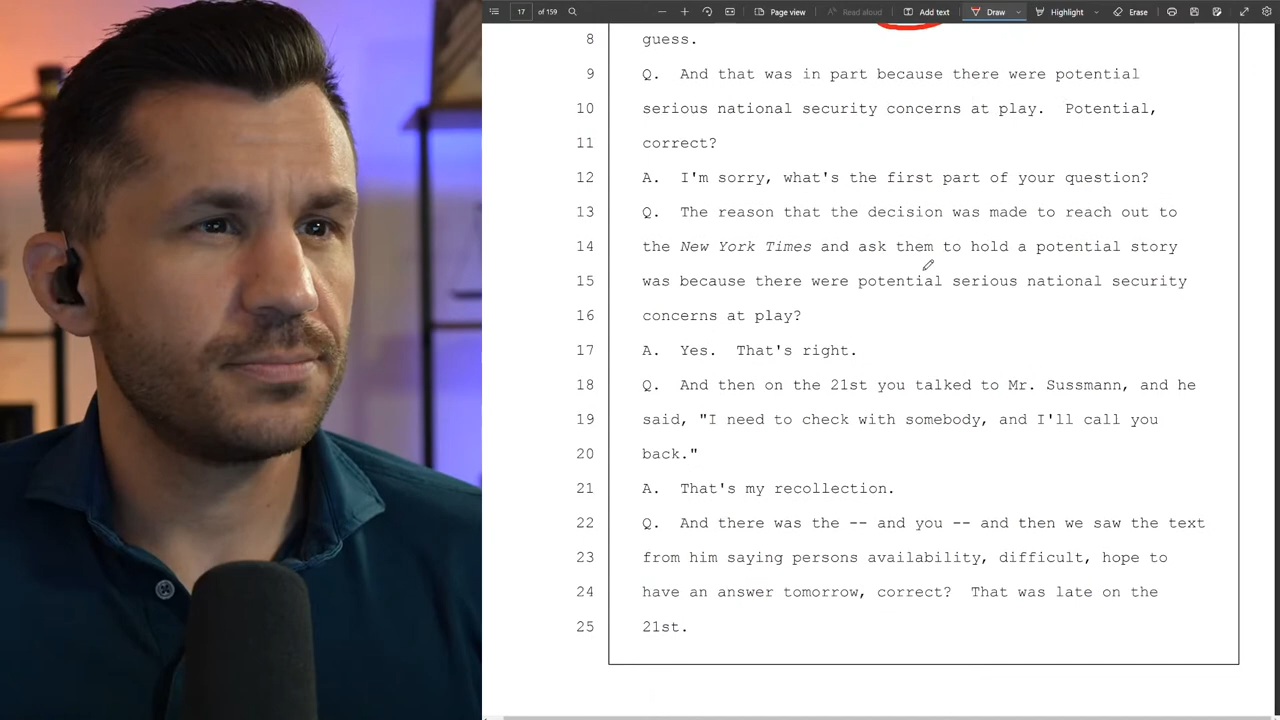 17 of 159 Page view Read aloud Add text Draw Highlight Erase
8 guess.
9 Q. And that was in part because there were potential
10 serious national security concerns at play. Potential,
11 correct?
12 A. I'm sorry, what's the first part of your question?
13 Q. The reason that the decision was made to reach out to
14 the New York Times and ask them to hold a potential story
15 was because there were potential serious national security
16 concerns at play?
17 A. Yes. That's right.
18 Q. And then on the 21st you talked to Mr. Sussmann, and he
19 said, "I need to check with somebody, and I'll call you
20 back."
21 A. That's my recollection.
22 Q. And there was the -- and you -- and then we saw the text
23 from him saying persons availability, difficult, hope to
24 have an answer tomorrow, correct? That was late on the
25 21st.